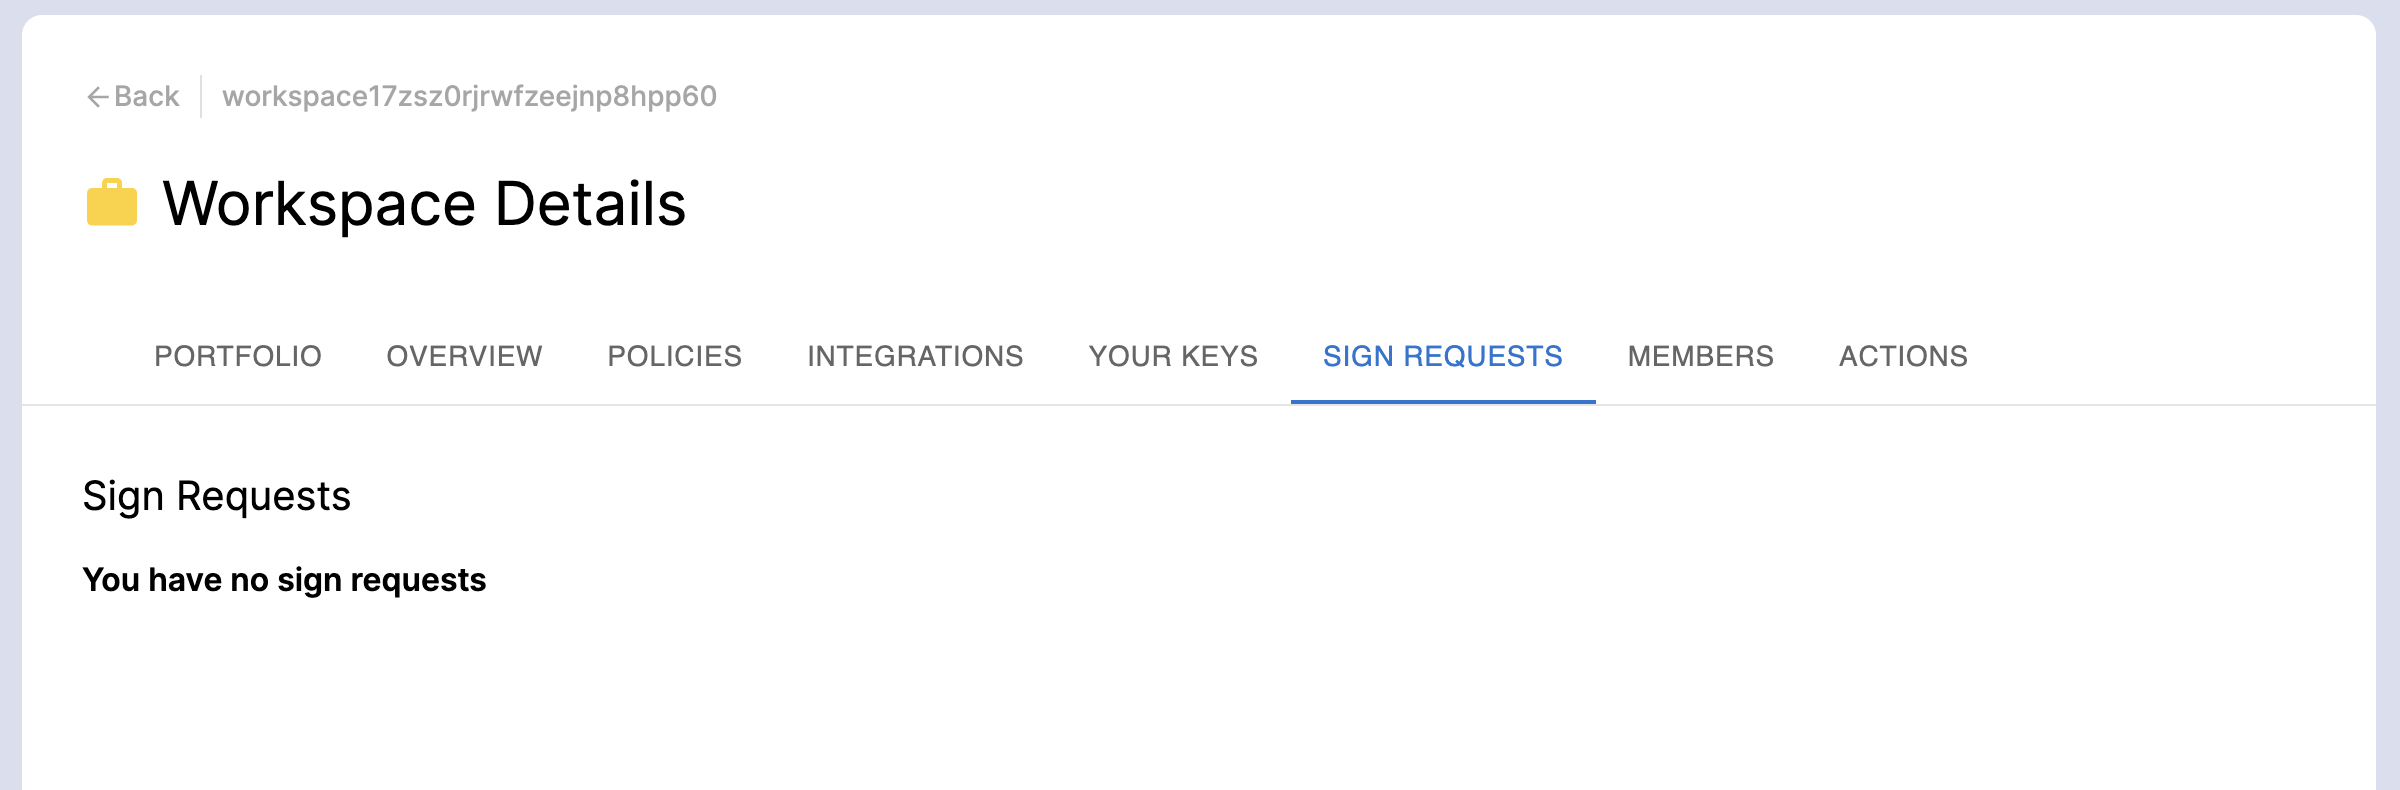 Back
workspace17zsz0rjrwfzeejnp8hpp60
Workspace Details
PORTFOLIO OVERVIEW POLICIES INTEGRATIONS YOUR KEYS SIGN REQUESTS MEMBERS ACTIONS
Sign Requests
You have no sign requests